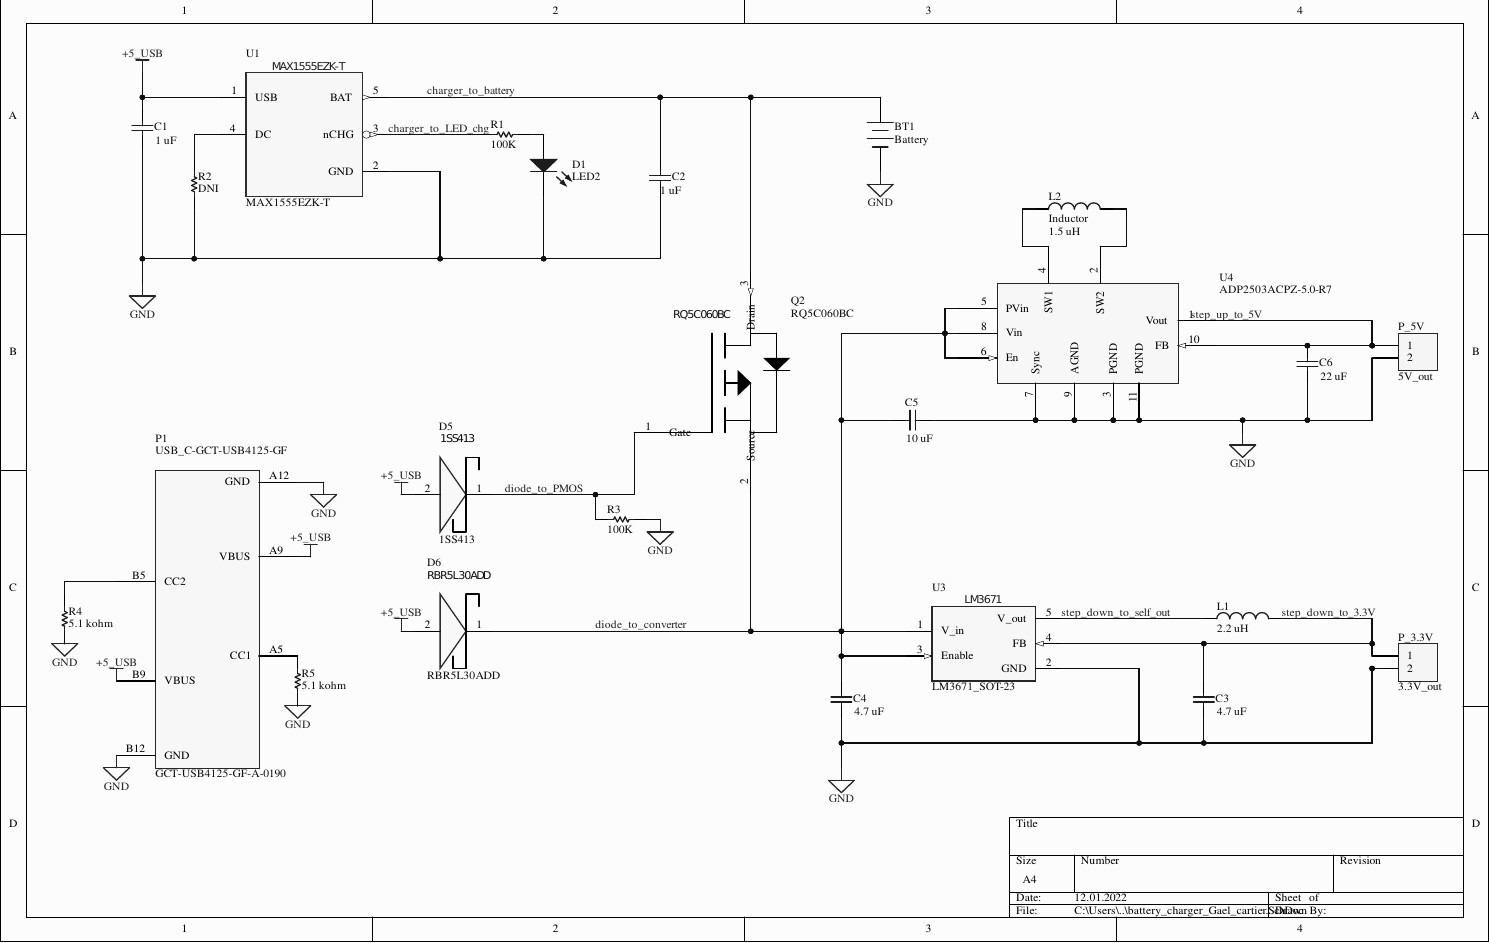 1 2 3 4
A
B
C
D
A
B
C
D
+5_USB
U1
MAX1555EZK-T
1 USB BAT 5 charger_to_battery
4 DC nCHG 3 charger_to_LED_chg R1
100K
GND 2
MAX1555EZK-T
C1
1 uF
R2
DNI
D1
LED2
C2
1 uF
BT1
Battery
GND
GND
L2
Inductor
1.5 uH
4 2
U4
ADP2503ACPZ-5.0-R7
SW1 SW2
5 PVin
8 Vin
6 En
Vout 1 step_up_to_5V
FB 10
Sync AGND PGND PGND
7 9 3 11
P_5V
1
2
5V_out
C6
22 uF
C5
10 uF
GND
3
Drain
RQ5C060BC
Q2
RQ5C060BC
1 Gate
Source
2
D5
1SS413
+5_USB
2 1 diode_to_PMOS
1SS413
R3
100K
GND
D6
RBR5L30ADD
+5_USB
2 1 diode_to_converter
RBR5L30ADD
P1
USB_C-GCT-USB4125-GF
GND A12
GND
VBUS A9 +5_USB
B5 CC2
R4
5.1 kohm
GND
CC1 A5
R5
5.1 kohm
GND
+5_USB
B9 VBUS
B12 GND
GND
GCT-USB4125-GF-A-0190
U3
LM3671
1 V_in V_out 5 step_down_to_self_out
3 Enable FB 4
GND 2
LM3671_SOT-23
L1
2.2 uH
step_down_to_3.3V
P_3.3V
1
2
3.3V_out
C4
4.7 uF
C3
4.7 uF
GND
Title
Size Number Revision
A4
Date: 12.01.2022 Sheet of
File: C:\Users\..\battery_charger_Gael_cartier.SchDoc Drawn By:
1 2 3 4